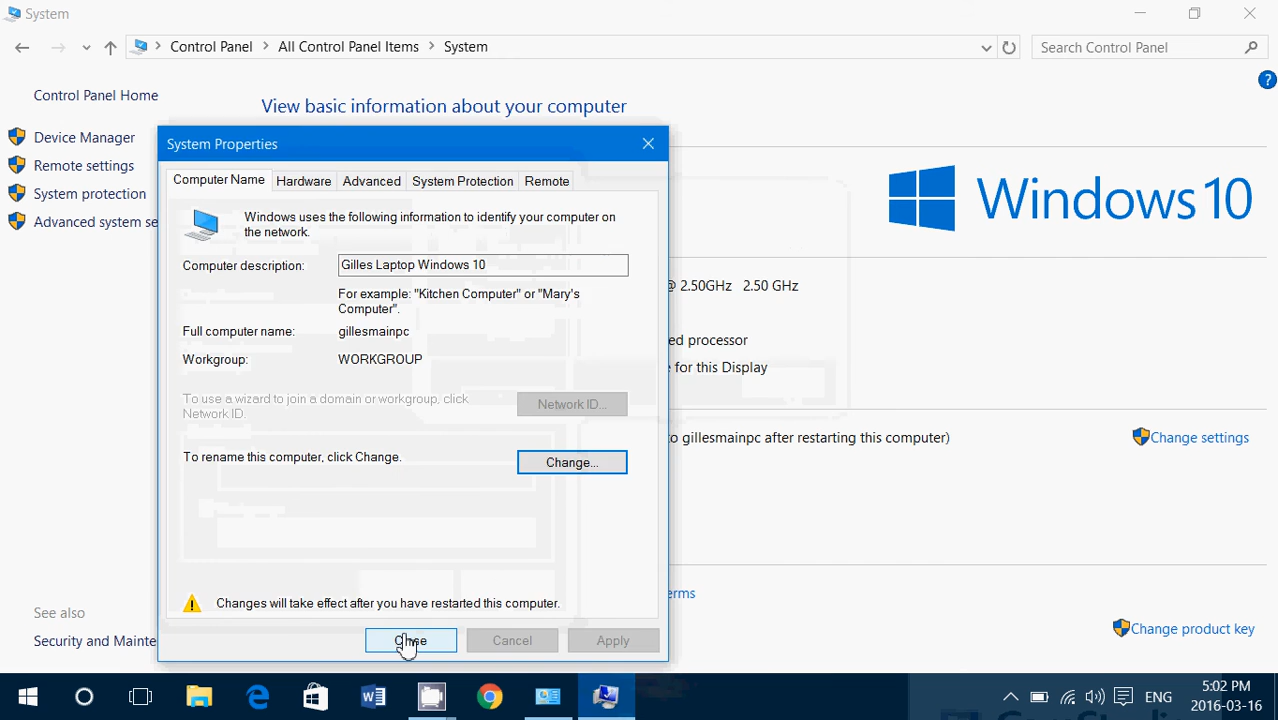 System
Control Panel
All Control Panel Items
System
Search Control Panel
Control Panel Home
View basic information about your computer
?
Device Manager
Remote settings
System protection
Advanced system se
System Properties
Computer Name
Hardware
Advanced
System Protection
Remote
Windows uses the following information to identify your computer on
the network.
Computer description:
Gilles Laptop Windows 10
For example: "Kitchen Computer" or "Mary's
Computer".
Full computer name:
gillesmainpc
Workgroup:
WORKGROUP
To use a wizard to join a domain or workgroup, click
Network ID.
Network ID...
To rename this computer, click Change.
Change...
Changes will take effect after you have restarted this computer.
Close
Cancel
Apply
Windows 10
@ 2.50GHz 2.50 GHz
ed processor
e for this Display
to gillesmainpc after restarting this computer)
Change settings
erms
Change product key
See also
Security and Mainte
ENG
5:02 PM
2016-03-16